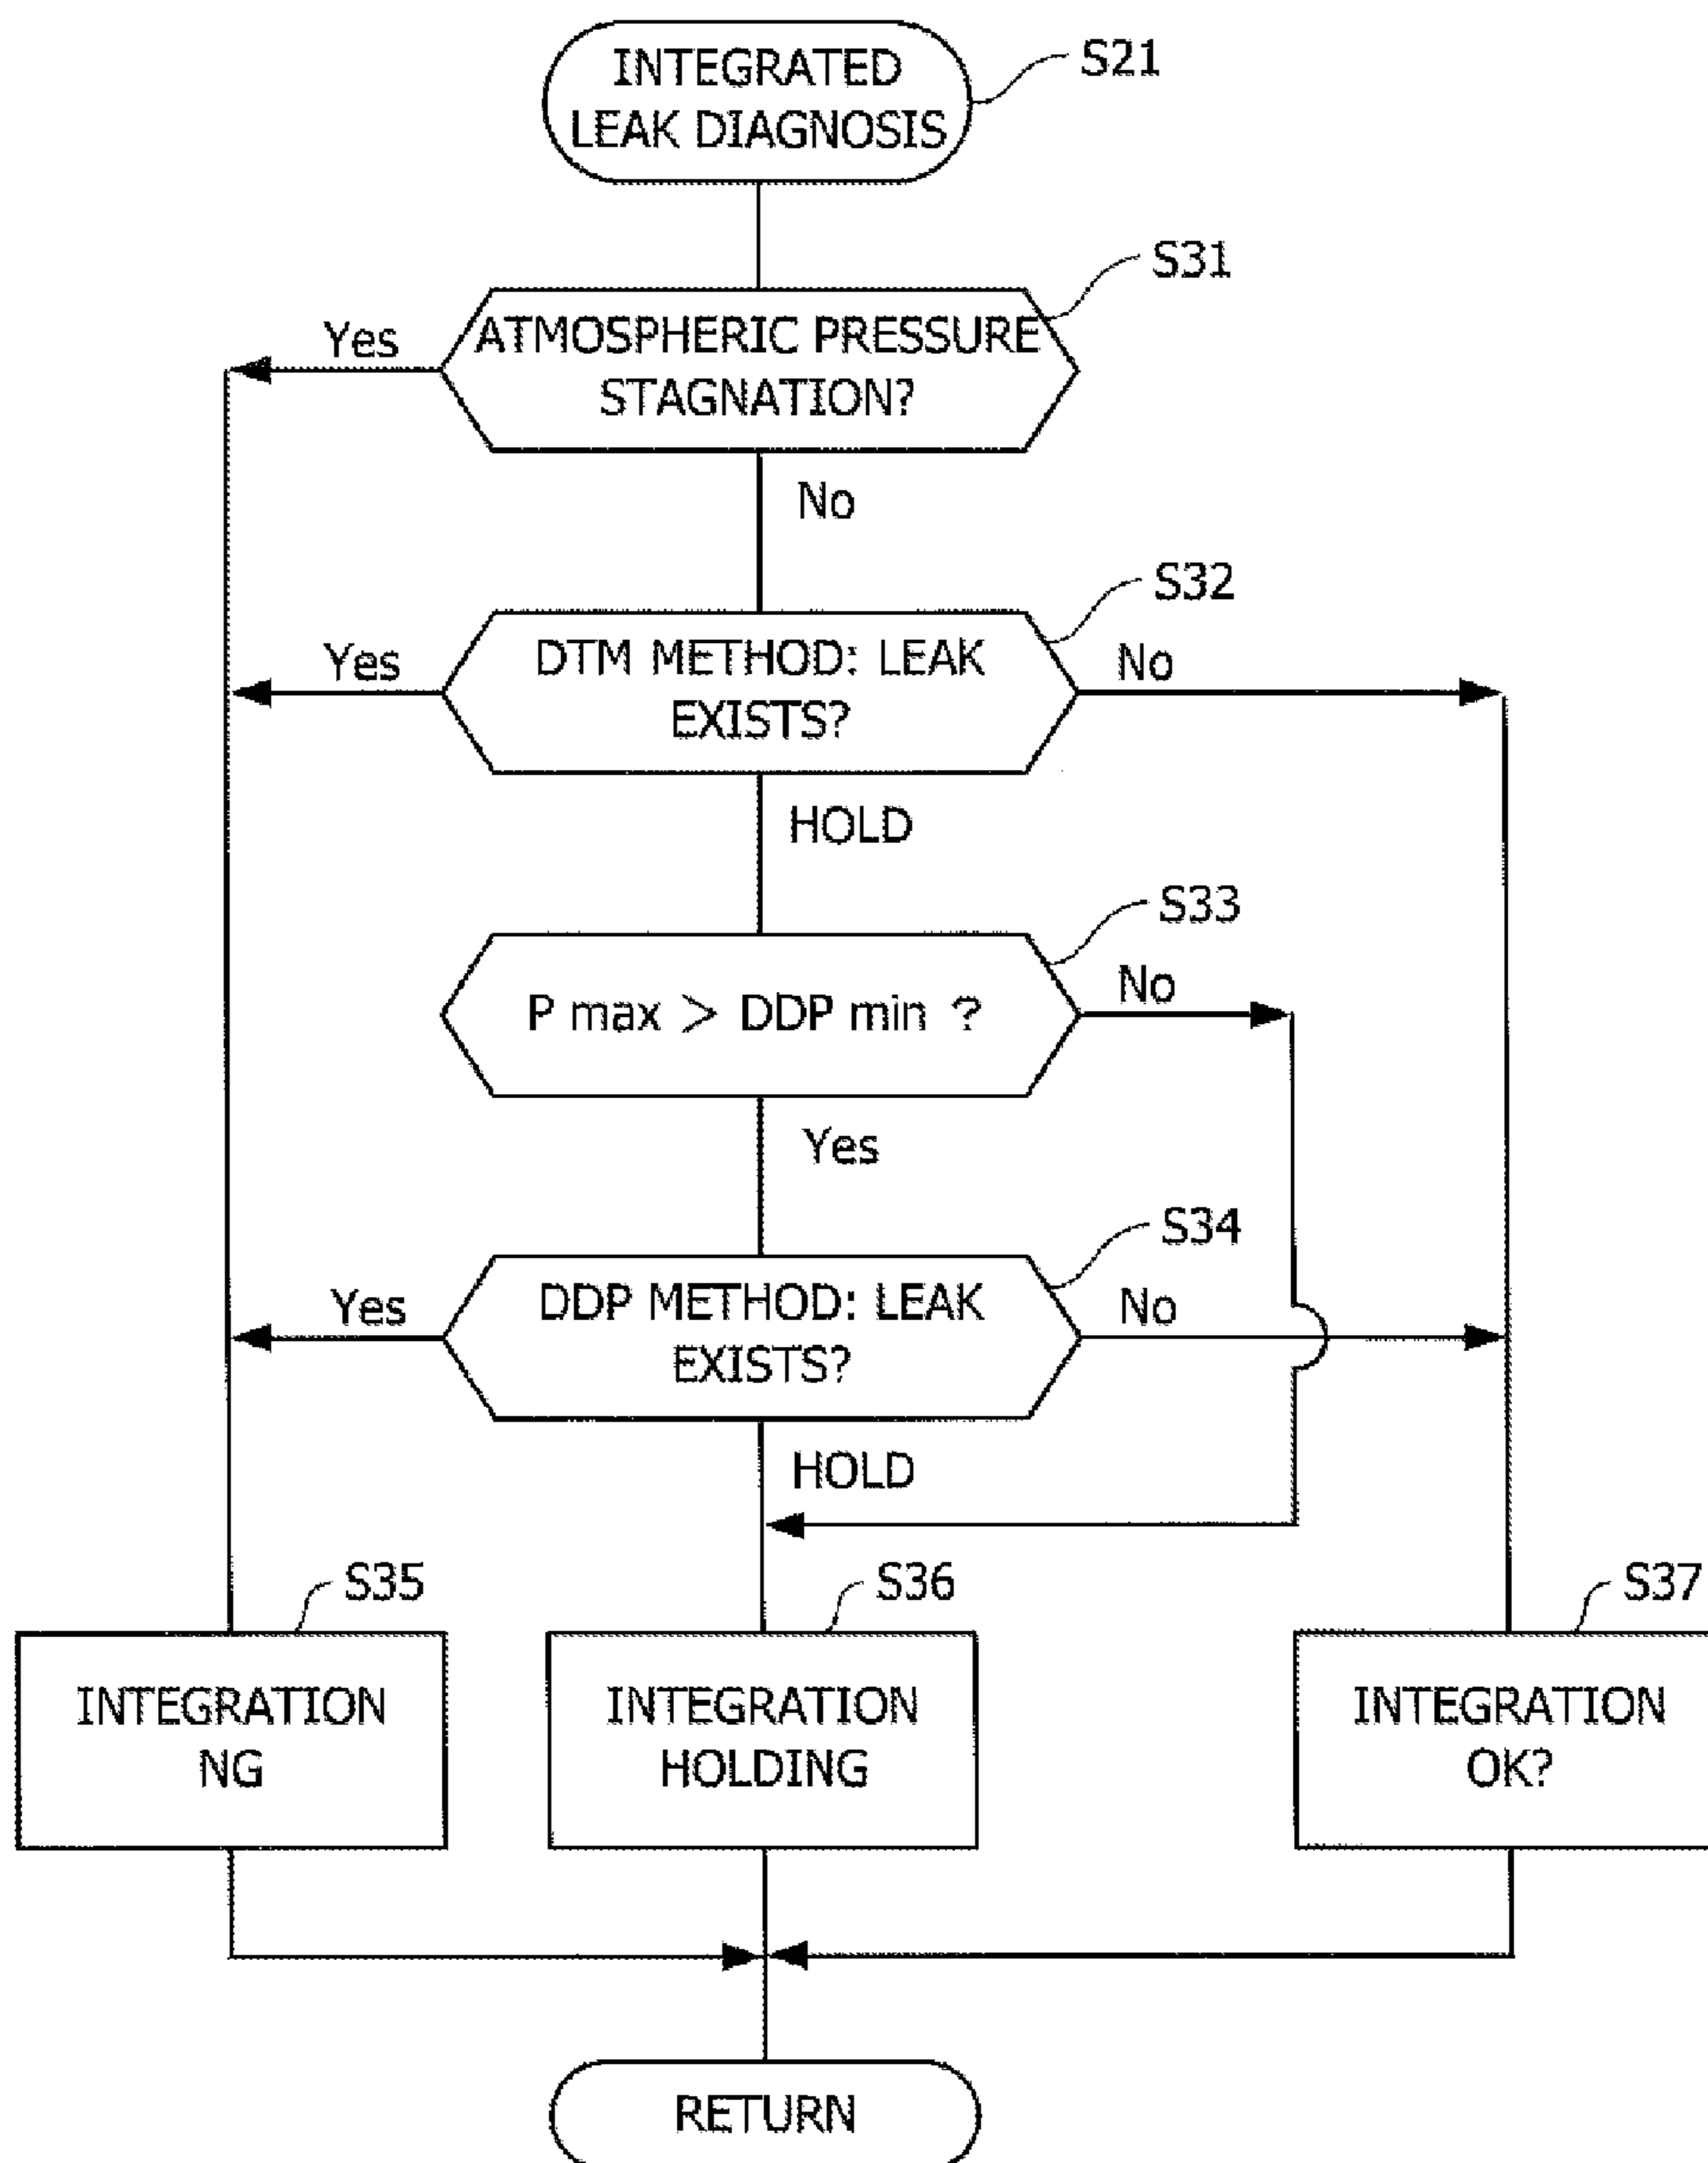 INTEGRATED
LEAK DIAGNOSIS
S21
S31
ATMOSPHERIC PRESSURE
STAGNATION?
Yes
No
S32
DTM METHOD: LEAK
EXISTS?
Yes
No
HOLD
S33
P max > DDP min ?
No
Yes
S34
DDP METHOD: LEAK
EXISTS?
Yes
No
HOLD
S35
INTEGRATION
NG
S36
INTEGRATION
HOLDING
S37
INTEGRATION
OK?
RETURN